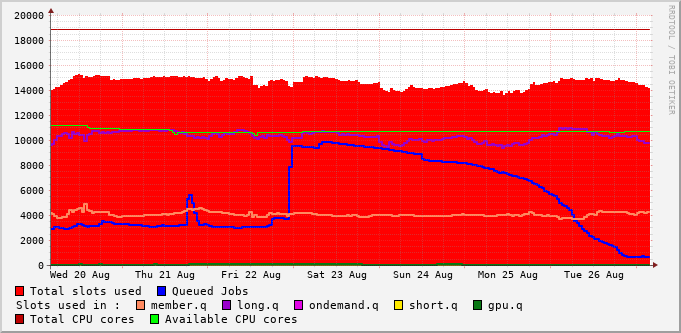 20000
18000
16000
14000
12000
10000
8000
6000
4000
2000
0
Wed 20 Aug Thu 21 Aug Fri 22 Aug Sat 23 Aug Sun 24 Aug Mon 25 Aug Tue 26 Aug
RRDTOOL / TOBI OETIKER
Total slots used Queued Jobs
Slots used in : member.q long.q ondemand.q short.q gpu.q
Total CPU cores Available CPU cores